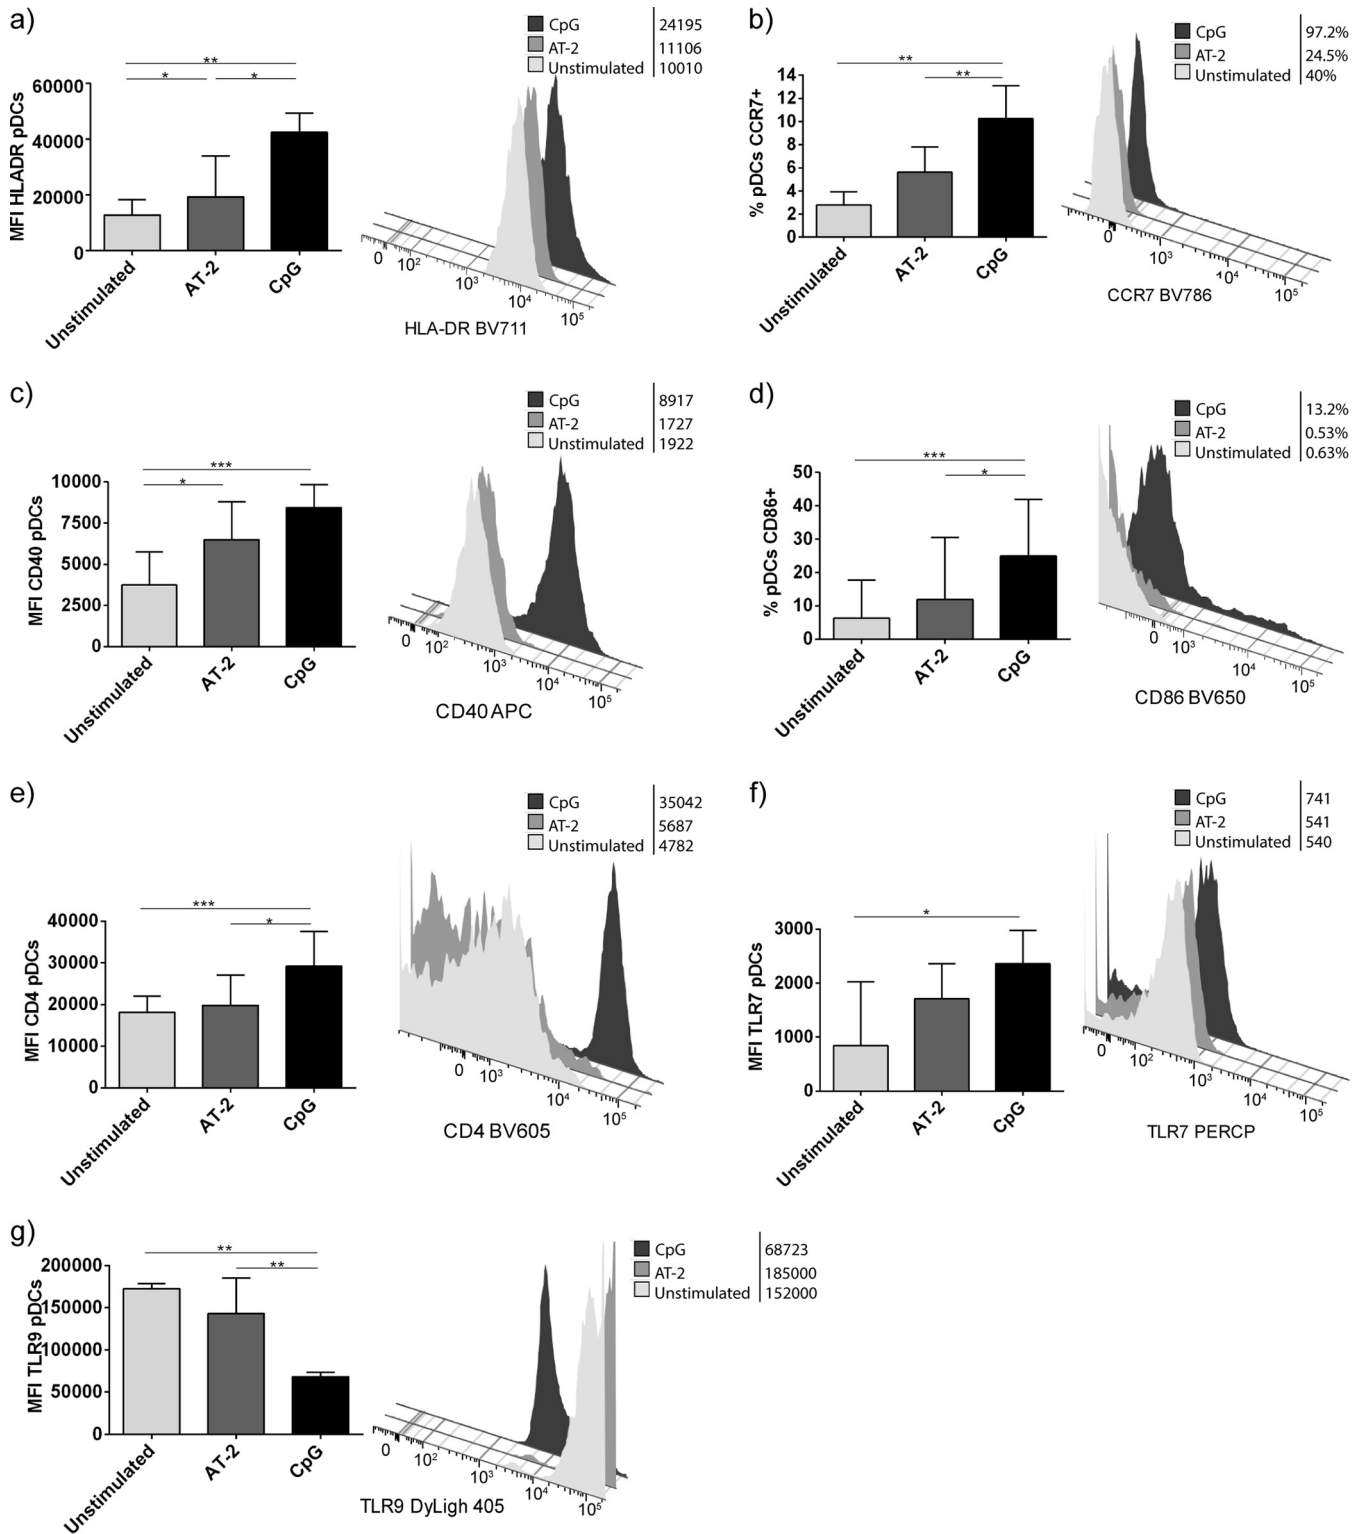 a)
CpG 24195
AT-2 11106
Unstimulated 10010
** 
* *
MFI HLADR pDCs
60000
40000
20000
0
Unstimulated AT-2 CpG
0 10² 10³ 10⁴ 10⁵
HLA-DR BV711
b)
CpG 97.2%
AT-2 24.5%
Unstimulated 40%
**
**
% pDCs CCR7+
14
12
10
8
6
4
2
0
Unstimulated AT-2 CpG
0 10³ 10⁴ 10⁵
CCR7 BV786
c)
CpG 8917
AT-2 1727
Unstimulated 1922
***
*
MFI CD40 pDCs
10000
7500
5000
2500
0
Unstimulated AT-2 CpG
0 10² 10³ 10⁴ 10⁵
CD40 APC
d)
CpG 13.2%
AT-2 0.53%
Unstimulated 0.63%
***
*
% pDCs CD86+
50
40
30
20
10
0
Unstimulated AT-2 CpG
0 10³ 10⁴ 10⁵
CD86 BV650
e)
CpG 35042
AT-2 5687
Unstimulated 4782
***
*
MFI CD4 pDCs
40000
30000
20000
10000
0
Unstimulated AT-2 CpG
0 10³ 10⁴ 10⁵
CD4 BV605
f)
CpG 741
AT-2 541
Unstimulated 540
*
MFI TLR7 pDCs
3000
2000
1000
0
Unstimulated AT-2 CpG
0 10² 10³ 10⁴ 10⁵
TLR7 PERCP
g)
CpG 68723
AT-2 185000
Unstimulated 152000
**
**
MFI TLR9 pDCs
200000
150000
100000
50000
0
Unstimulated AT-2 CpG
0 10² 10³ 10⁴ 10⁵
TLR9 DyLigh 405